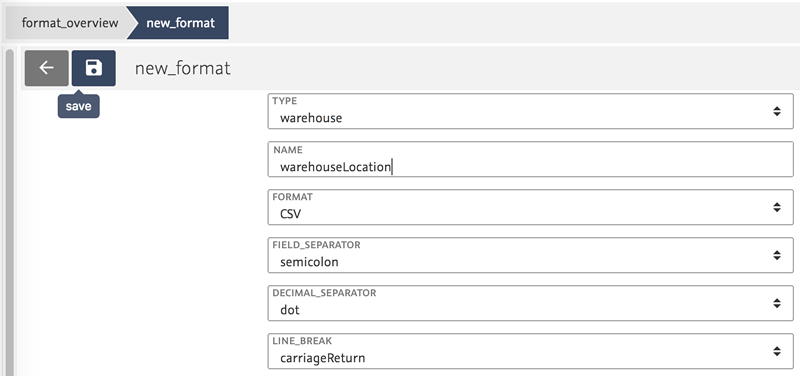 format_overview new_format
new_format
save
TYPE
warehouse
NAME
warehouseLocation
FORMAT
CSV
FIELD_SEPARATOR
semicolon
DECIMAL_SEPARATOR
dot
LINE_BREAK
carriageReturn